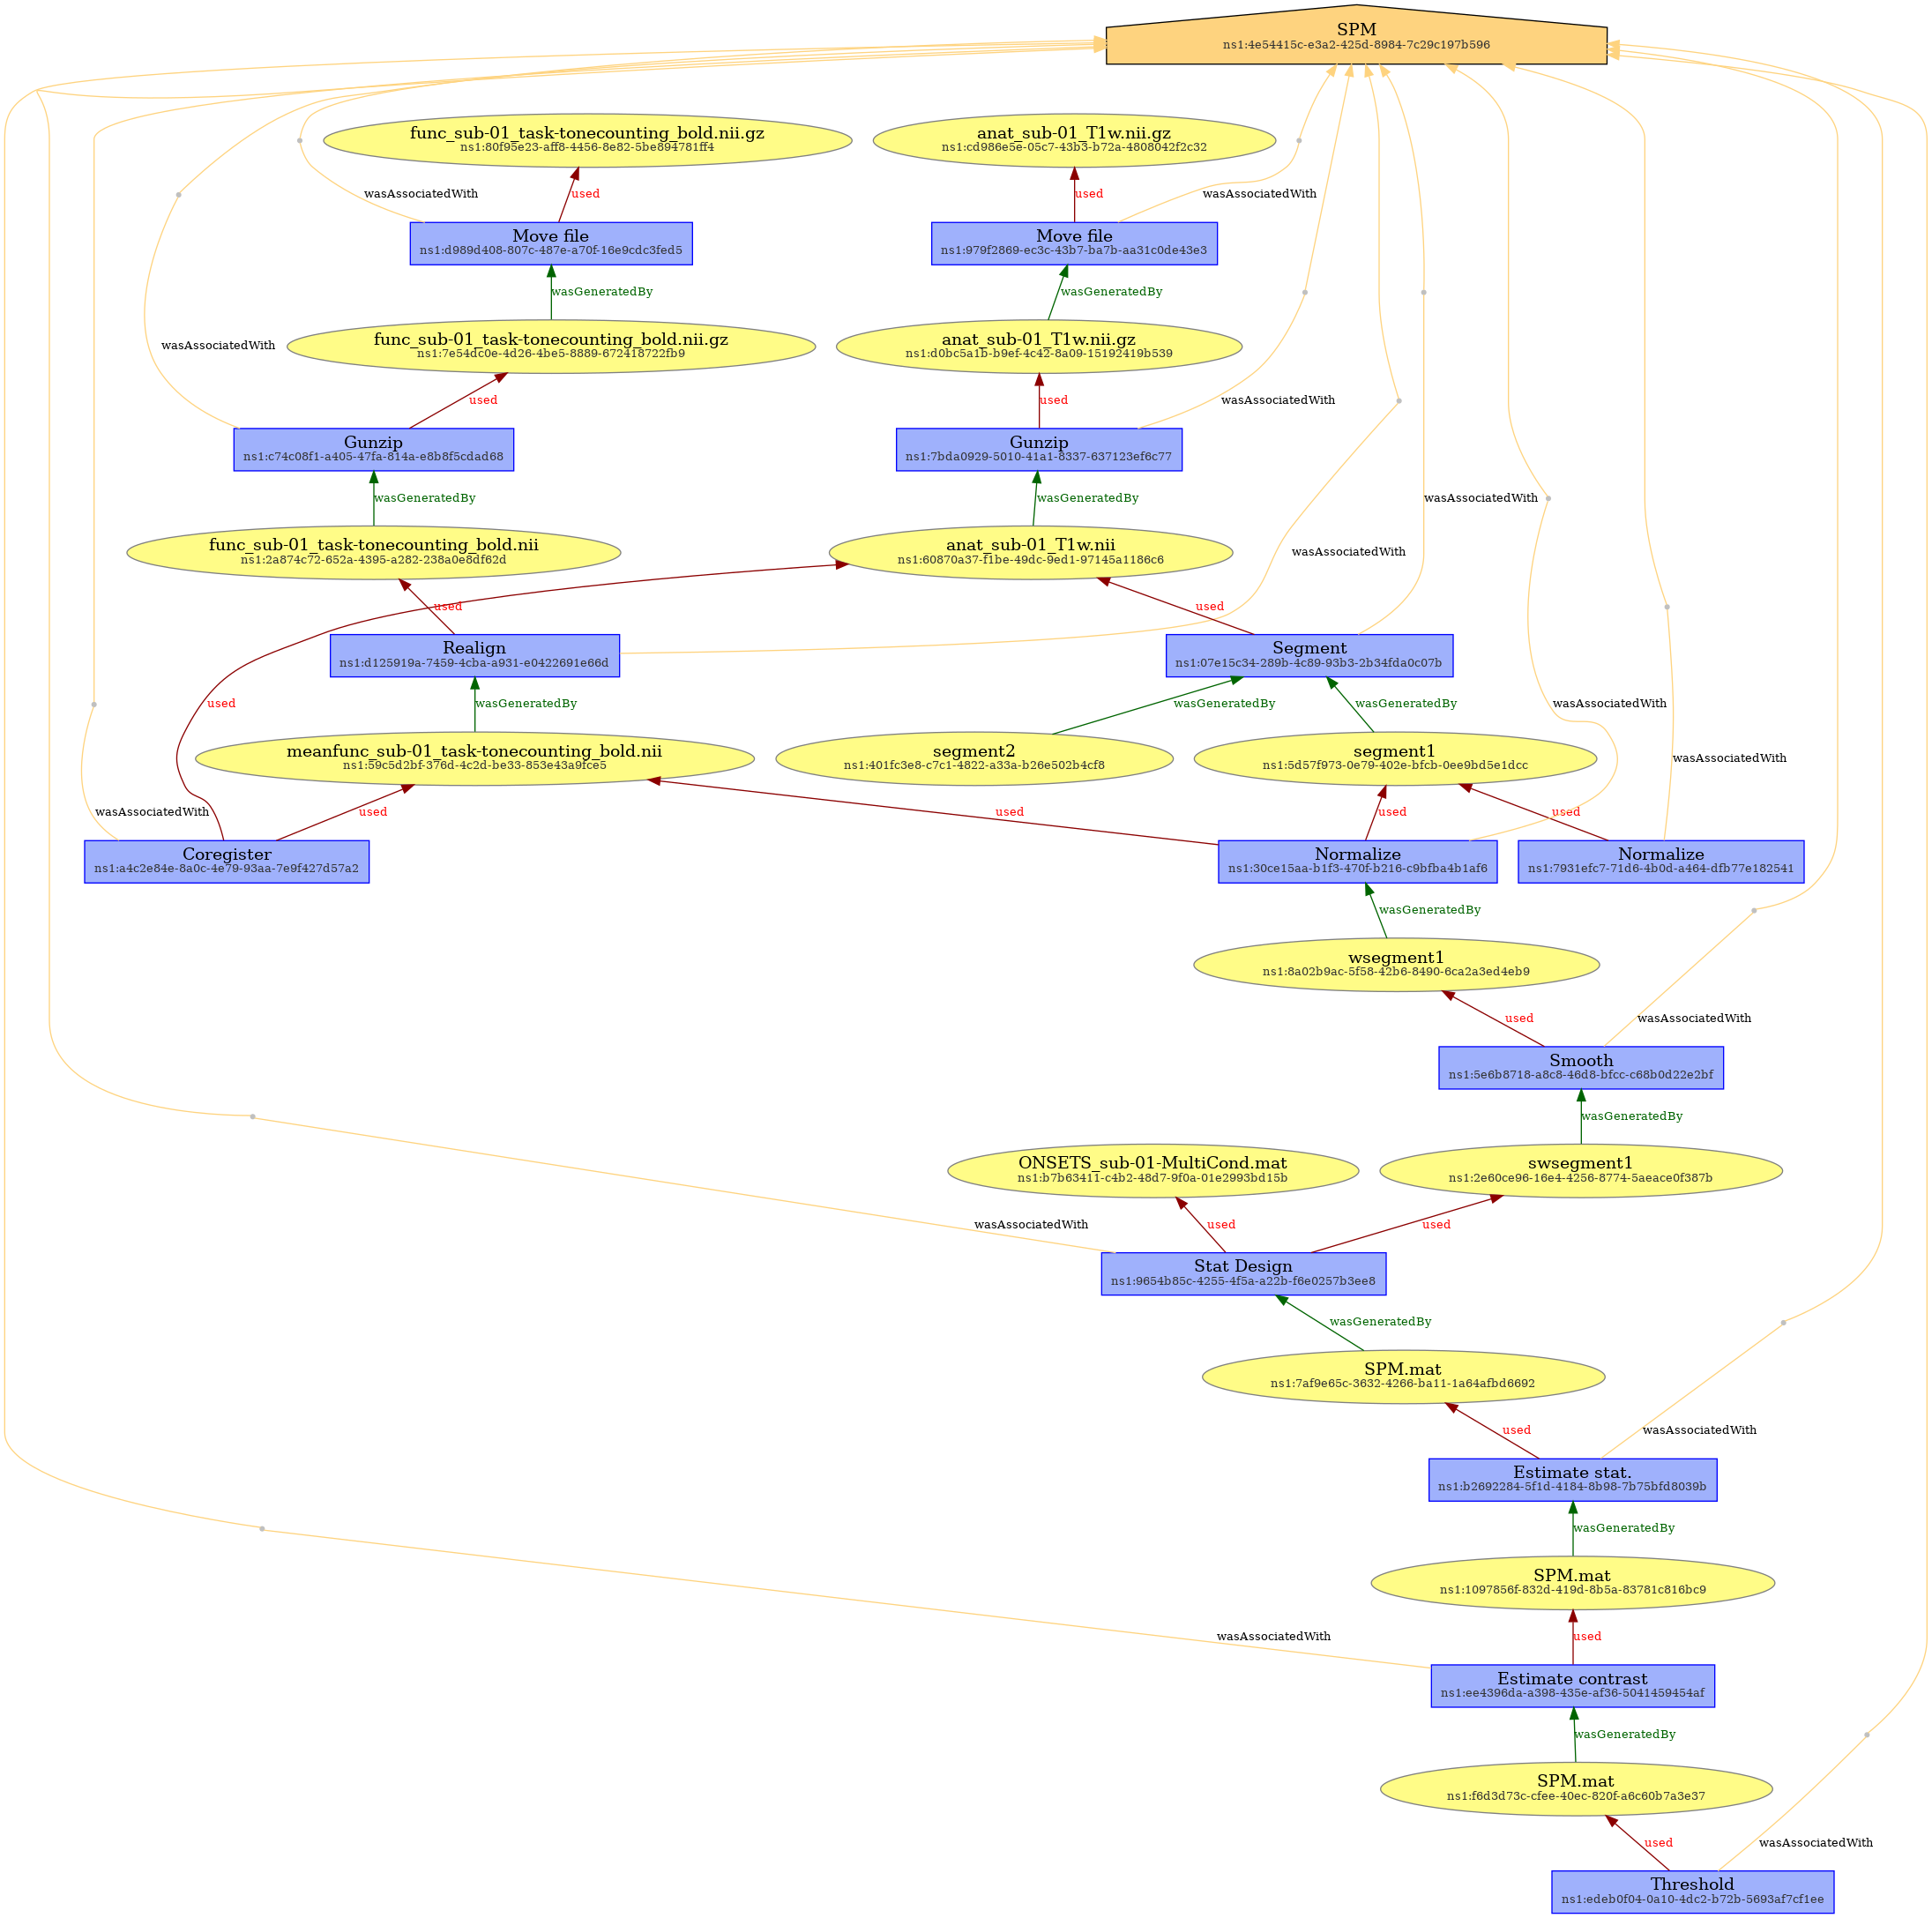 SPM
ns1:4e54415c-e3a2-425d-8984-7c29c197b596
func_sub-01_task-tonecounting_bold.nii.gz
ns1:80f95e23-aff8-4456-8e82-5be894781ff4
anat_sub-01_T1w.nii.gz
ns1:cd986e5e-05c7-43b3-b72a-4808042f2c32
wasAssociatedWith
used
used
wasAssociatedWith
Move file
ns1:d989d408-807c-487e-a70f-16e9cdc3fed5
Move file
ns1:979f2869-ec3c-43b7-ba7b-aa31c0de43e3
wasGeneratedBy
wasGeneratedBy
wasAssociatedWith
func_sub-01_task-tonecounting_bold.nii.gz
ns1:7e54dc0e-4d26-4be5-8889-672418722fb9
anat_sub-01_T1w.nii.gz
ns1:d0bc5a1b-b9ef-4c42-8a09-15192419b539
used
used
wasAssociatedWith
Gunzip
ns1:c74c08f1-a405-47fa-814a-e8b8f5cdad68
Gunzip
ns1:7bda0929-5010-41a1-8337-637123ef6c77
wasGeneratedBy
wasGeneratedBy
wasAssociatedWith
func_sub-01_task-tonecounting_bold.nii
ns1:2a874c72-652a-4395-a282-238a0e8df62d
anat_sub-01_T1w.nii
ns1:60870a37-f1be-49dc-9ed1-97145a1186c6
wasAssociatedWith
used
used
Realign
ns1:d125919a-7459-4cba-a931-e0422691e66d
Segment
ns1:07e15c34-289b-4c89-93b3-2b34fda0c07b
used
wasGeneratedBy
wasGeneratedBy
wasGeneratedBy
wasAssociatedWith
meanfunc_sub-01_task-tonecounting_bold.nii
ns1:59c5d2bf-376d-4c2d-be33-853e43a9fce5
segment2
ns1:401fc3e8-c7c1-4822-a33a-b26e502b4cf8
segment1
ns1:5d57f973-0e79-402e-bfcb-0ee9bd5e1dcc
wasAssociatedWith
wasAssociatedWith
used
used
used
used
Coregister
ns1:a4c2e84e-8a0c-4e79-93aa-7e9f427d57a2
Normalize
ns1:30ce15aa-b1f3-470f-b216-c9bfba4b1af6
Normalize
ns1:7931efc7-71d6-4b0d-a464-dfb77e182541
wasGeneratedBy
wsegment1
ns1:8a02b9ac-5f58-42b6-8490-6ca2a3ed4eb9
used
wasAssociatedWith
Smooth
ns1:5e6b8718-a8c8-46d8-bfcc-c68b0d22e2bf
wasGeneratedBy
ONSETS_sub-01-MultiCond.mat
ns1:b7b63411-c4b2-48d7-9f0a-01e2993bd15b
swsegment1
ns1:2e60ce96-16e4-4256-8774-5aeace0f387b
wasAssociatedWith
used
used
Stat Design
ns1:9654b85c-4255-4f5a-a22b-f6e0257b3ee8
wasGeneratedBy
SPM.mat
ns1:7af9e65c-3632-4266-ba11-1a64afbd6692
used
wasAssociatedWith
Estimate stat.
ns1:b2692284-5f1d-4184-8b98-7b75bfd8039b
wasGeneratedBy
SPM.mat
ns1:1097856f-832d-419d-8b5a-83781c816bc9
wasAssociatedWith
used
Estimate contrast
ns1:ee4396da-a398-435e-af36-5041459454af
wasGeneratedBy
SPM.mat
ns1:f6d3d73c-cfee-40ec-820f-a6c60b7a3e37
used
wasAssociatedWith
Threshold
ns1:edeb0f04-0a10-4dc2-b72b-5693af7cf1ee